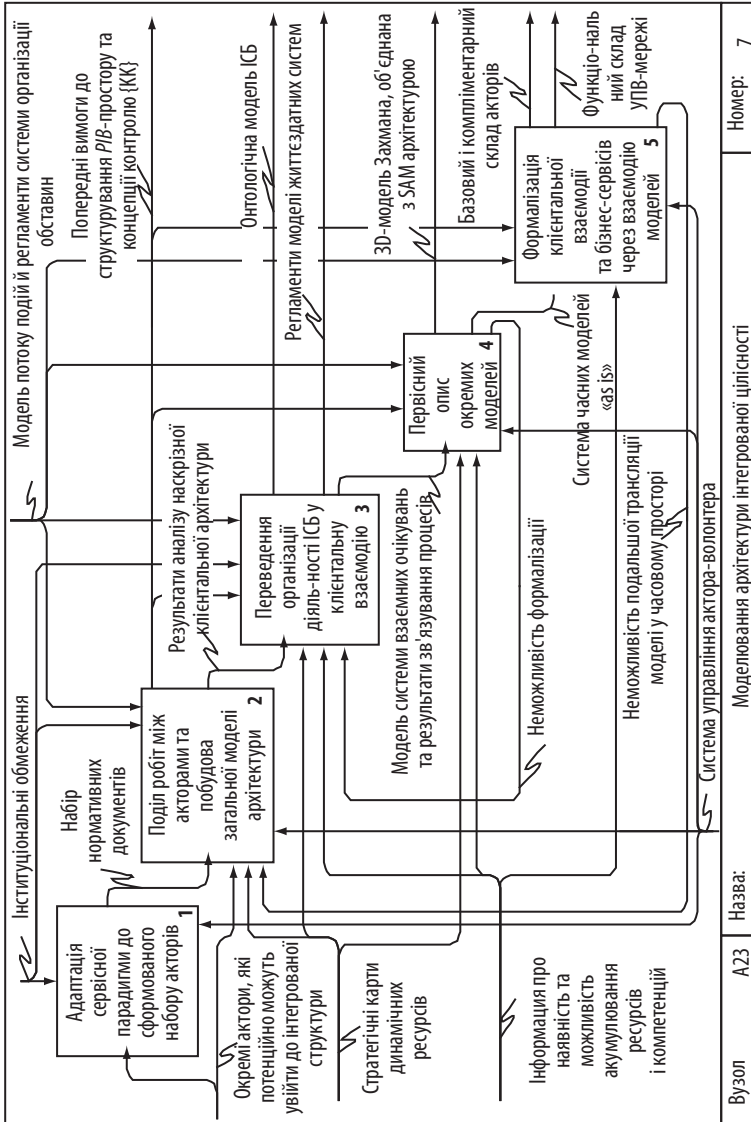 Інституціональні обмеження
Модель потоку подій й регламенти системи організації
обставин
Попередні вимоги до
структурування РІВ-простору та
концепції контролю {КК}
Адаптація
сервісної
парадигми до
сформованого
набору акторів
1
Набір
нормативних
документів
Поділ робіт між
акторами та
побудова
загальної моделі
архітектури
2
Результати аналізу наскрізної
клієнтальної архітектури
Онтологічна модель ІСБ
Регламенти моделі життєздатних систем
Переведення
організації
діяль-ності ІСБ у
клієнтальну
взаємодію
3
3D-модель Захмана, об’єднана
з SAM архітектурою
Первісний
опис
окремих
моделей
4
Базовий і компліментарний
склад акторів
Функціо-наль
ний склад
УПВ-мережі
Формалізація
клієнтальної
взаємодії
та бізнес-сервісів
через взаємодію
моделей
5
Окремі актори, які
потенційно можуть
увійти до інтегрованої
структури
Модель системи взаємних очікувань
та результати зв'язування процесів
Система часних моделей
«as is»
Стратегічні карти
динамічних
ресурсів
Неможливість формалізації
Інформация про
наявність та
можливість
акумулювання
ресурсів
і компетенцій
Неможливість подальшої трансляції
моделі у часовому просторі
Система управління актора-волонтера
Вузол
А23
Назва:
Моделювання архітектури інтегрованої цілісності
Номер:
7